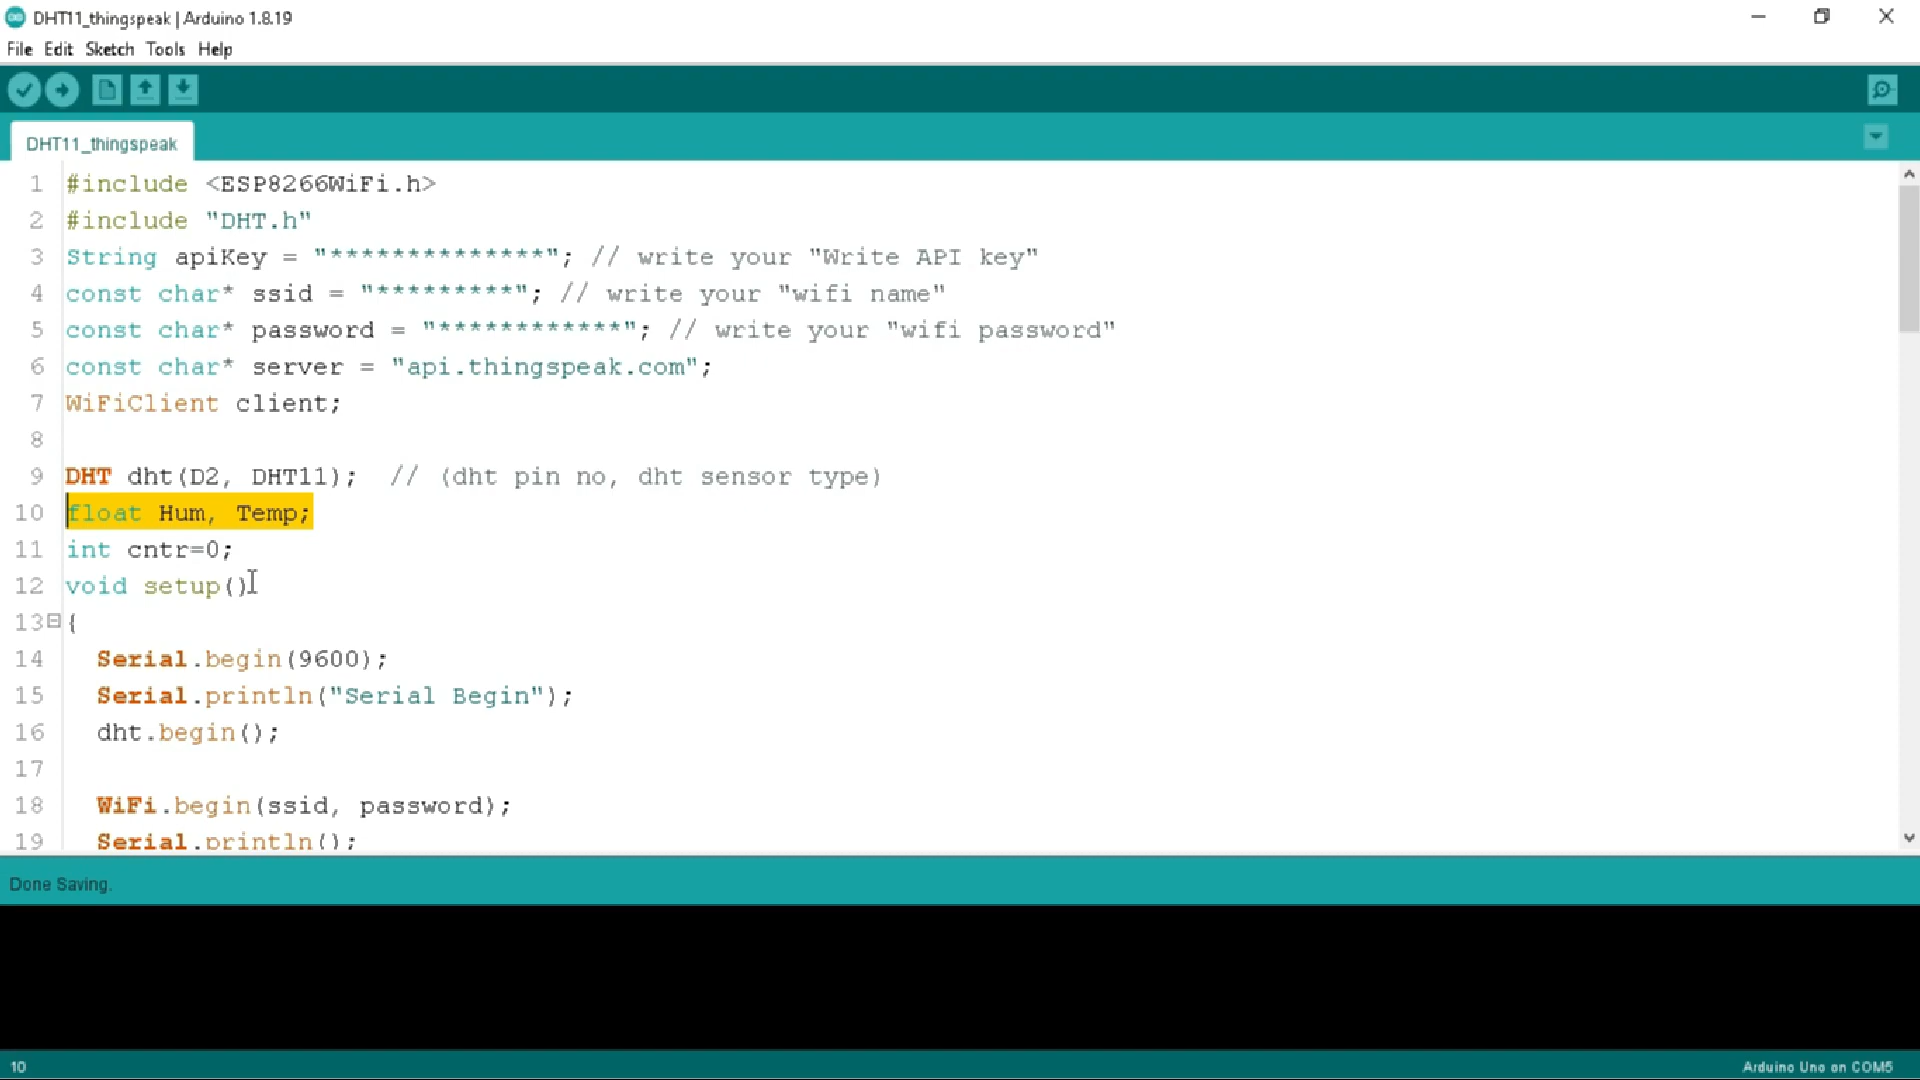 DHT11_thingspeak | Arduino 1.8.19
File Edit Sketch Tools Help
DHT11_thingspeak
1 #include <ESP8266WiFi.h>
2 #include "DHT.h"
3 String apiKey = "**************"; // write your "Write API key"
4 const char* ssid = "*********"; // write your "wifi name"
5 const char* password = "************"; // write your "wifi password"
6 const char* server = "api.thingspeak.com";
7 WiFiClient client;
8
9 DHT dht(D2, DHT11); // (dht pin no, dht sensor type)
10 float Hum, Temp;
11 int cntr=0;
12 void setup()
13 {
14 Serial.begin(9600);
15 Serial.println("Serial Begin");
16 dht.begin();
17
18 WiFi.begin(ssid, password);
19 Serial.println();
Done Saving.
10 Arduino Uno on COM5